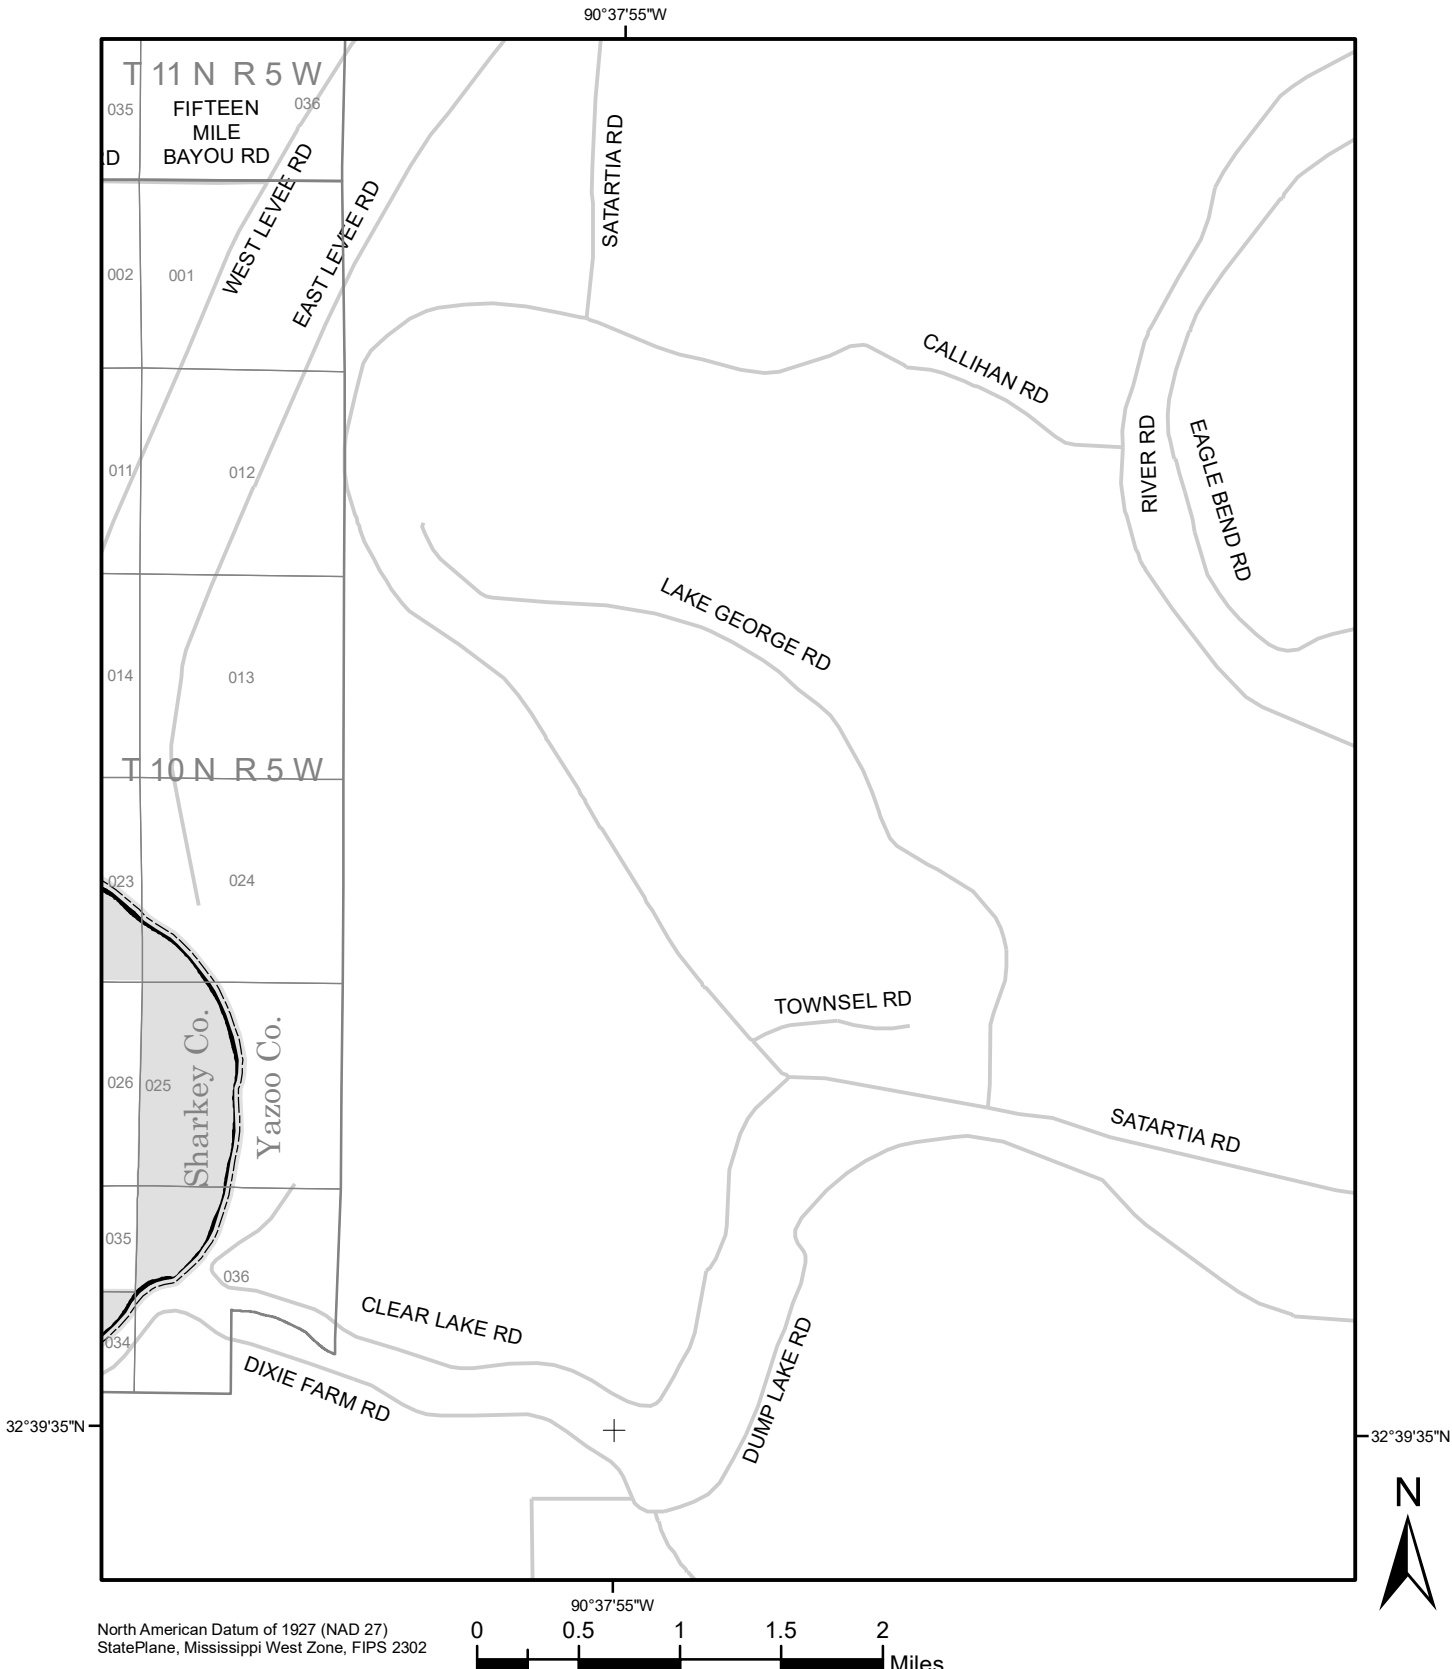 90°37'55"W
T 11 N R 5 W
035
FIFTEEN
MILE
BAYOU RD
036
RD
WEST LEVEE RD
EAST LEVEE RD
SATARTIA RD
002
001
CALLIHAN RD
RIVER RD
EAGLE BEND RD
011
012
LAKE GEORGE RD
014
013
T 10 N R 5 W
023
024
TOWNSEL RD
Sharkey Co.
Yazoo Co.
026
025
SATARTIA RD
035
036
CLEAR LAKE RD
034
DIXIE FARM RD
DUMP LAKE RD
32°39'35"N
32°39'35"N
N
90°37'55"W
North American Datum of 1927 (NAD 27)
StatePlane, Mississippi West Zone, FIPS 2302
0 0.5 1 1.5 2
Miles